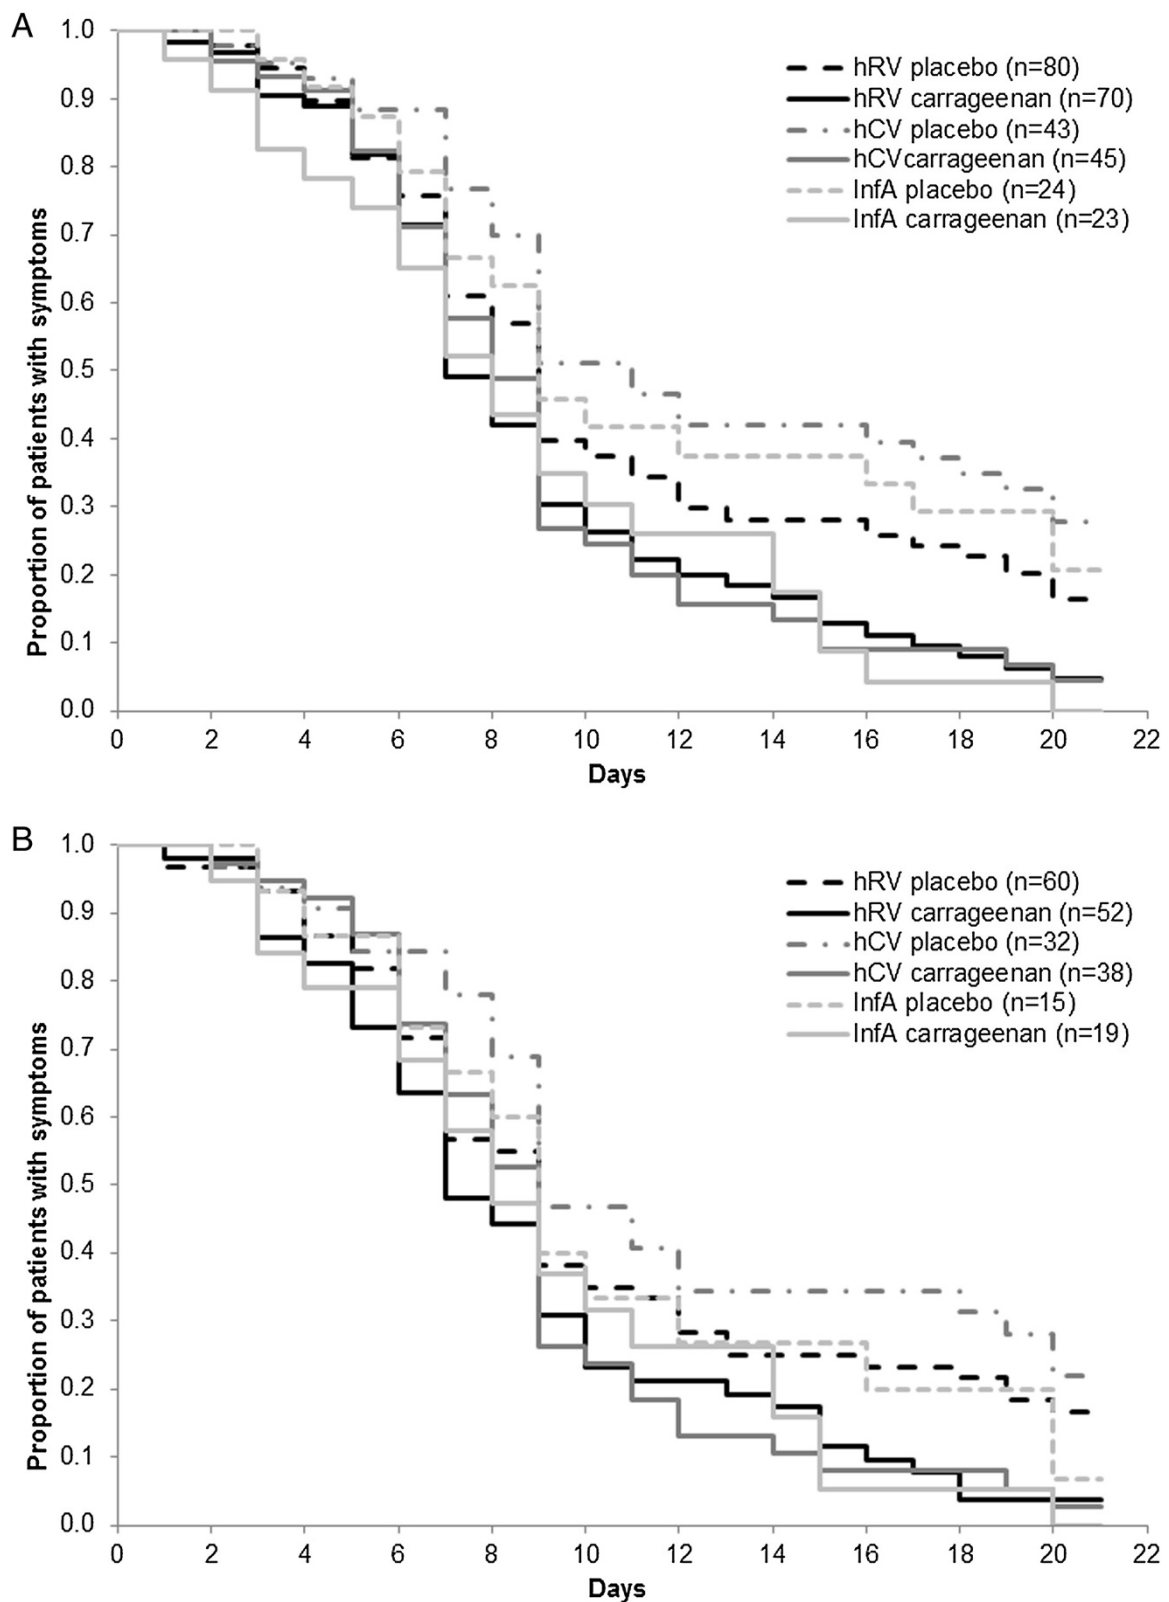 A
1.0
0.9
0.8
0.7
0.6
0.5
0.4
0.3
0.2
0.1
0.0
Proportion of patients with symptoms
hRV placebo (n=80)
hRV carrageenan (n=70)
hCV placebo (n=43)
hCVcarrageenan (n=45)
InfA placebo (n=24)
InfA carrageenan (n=23)
0 2 4 6 8 10 12 14 16 18 20 22
Days
B
1.0
0.9
0.8
0.7
0.6
0.5
0.4
0.3
0.2
0.1
0.0
Proportion of patients with symptoms
hRV placebo (n=60)
hRV carrageenan (n=52)
hCV placebo (n=32)
hCV carrageenan (n=38)
InfA placebo (n=15)
InfA carrageenan (n=19)
0 2 4 6 8 10 12 14 16 18 20 22
Days